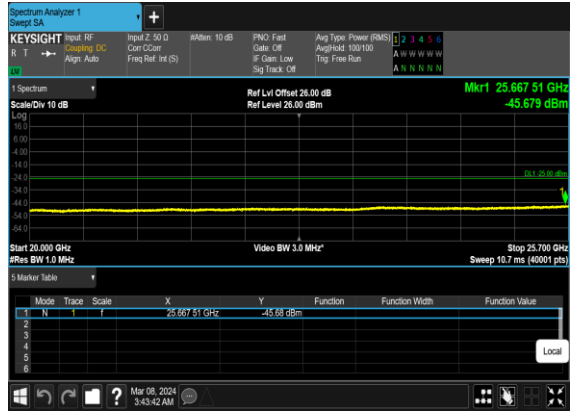 Spectrum Analyzer 1
Swept SA
+
KEYSIGHT Input: RF Input Z: 50 Ω #Atten: 10 dB PNO: Fast Avg Type: Power (RMS) 1 2 3 4 5 6
R T Coupling: DC Corr CCorr Gate: Off Avg|Hold: 100/100 A W W W W W
Align: Auto Freq Ref: Int (S) IF Gain: Low Trig: Free Run
LXI Sig Track: Off A N N N N N
1 Spectrum Ref Lvl Offset 26.00 dB Mkr1 25.667 51 GHz
Scale/Div 10 dB Ref Level 26.00 dBm -45.679 dBm
Log
16.0
6.00
-4.00
-14.0
DL1 -25.00 dBm
-24.0
-34.0
1
-44.0
-54.0
-64.0
Start 20.000 GHz Video BW 3.0 MHz* Stop 25.700 GHz
#Res BW 1.0 MHz Sweep 10.7 ms (40001 pts)
5 Marker Table
Mode Trace Scale X Y Function Function Width Function Value
1 N 1 f 25.667 51 GHz -45.68 dBm
2
3
4
5
6
Local
? Mar 08, 2024
3:43:42 AM